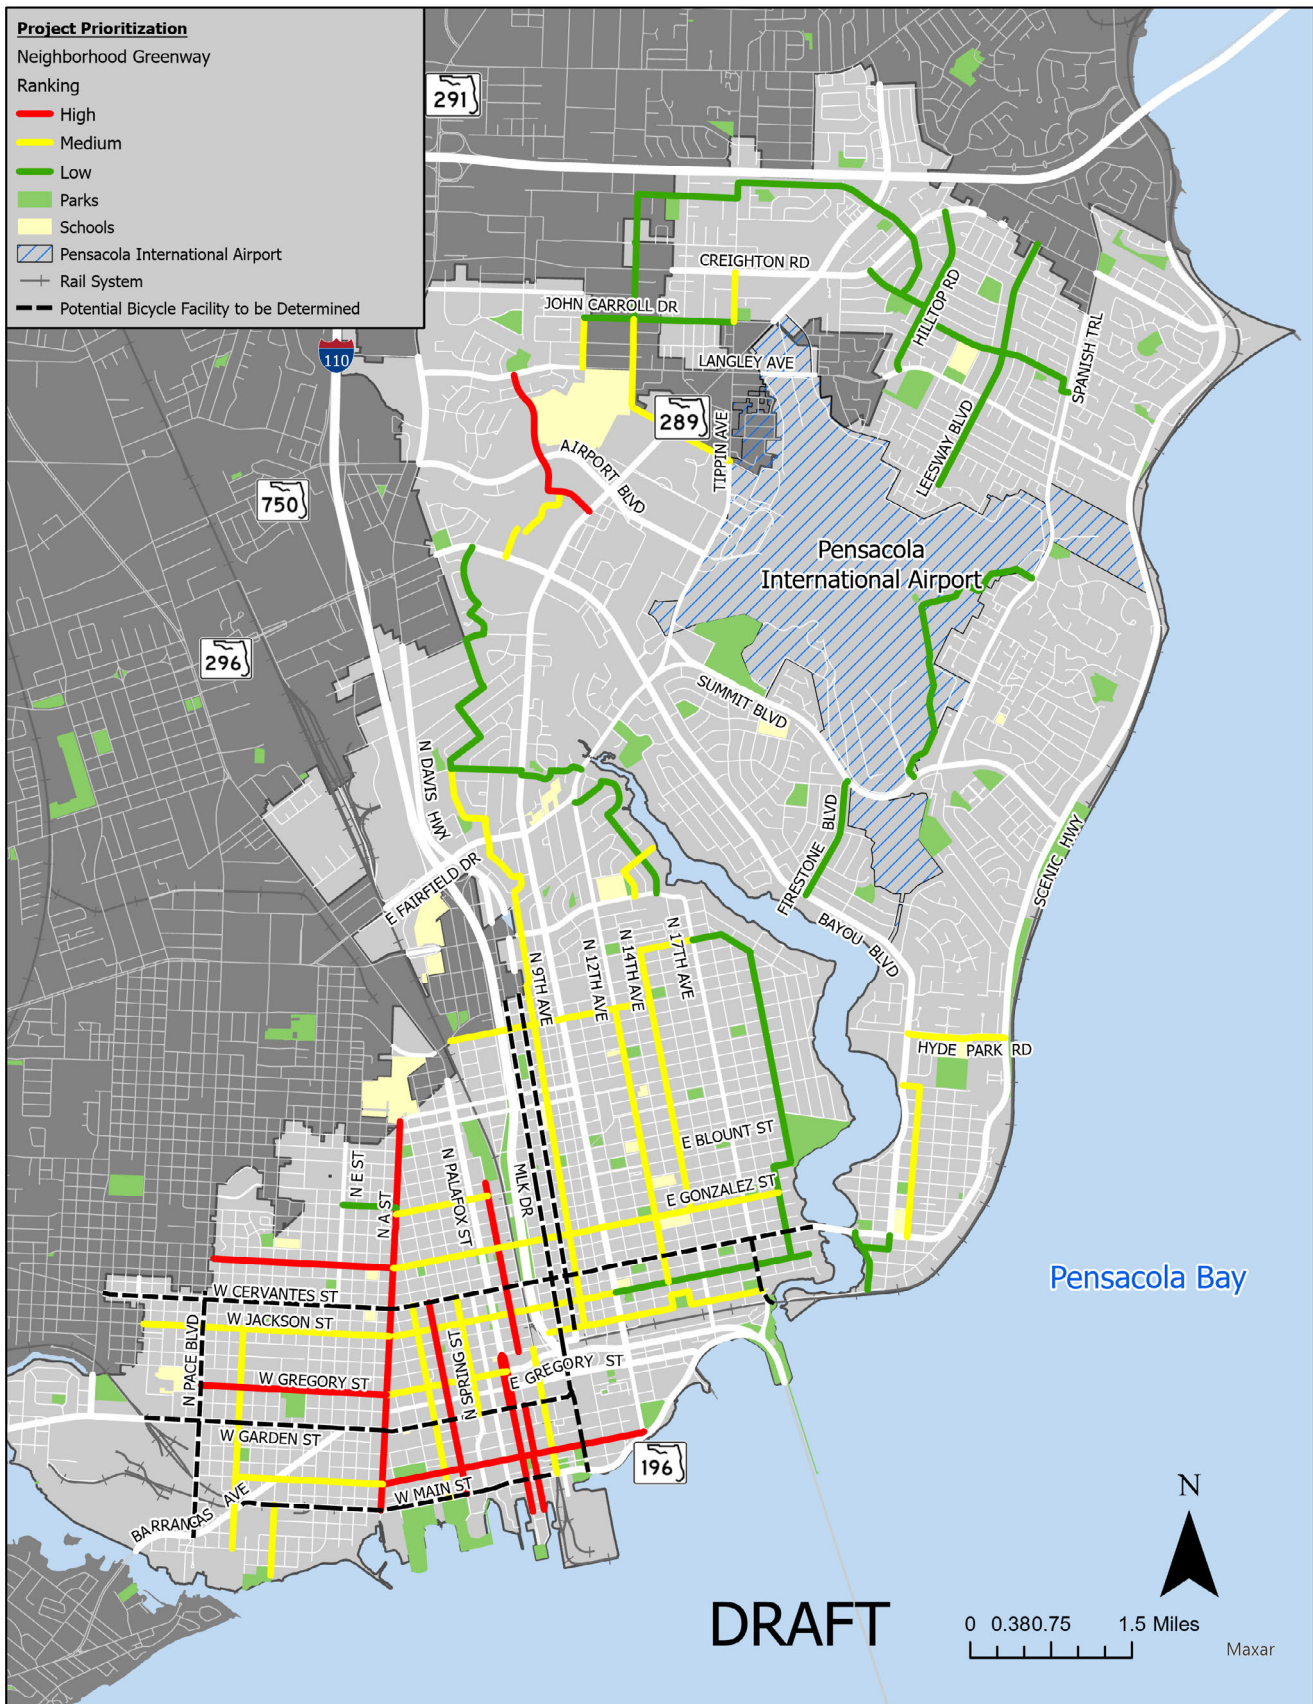 Project Prioritization
Neighborhood Greenway
Ranking
High
Medium
Low
Parks
Schools
Pensacola International Airport
Rail System
Potential Bicycle Facility to be Determined
291
CREIGHTON RD
JOHN CARROLL DR
HILLTOP RD
110
LANGLEY AVE
SPANISH TRL
289
LEESWAY BLVD
TIPPIN AVE
AIRPORT BLVD
750
Pensacola
International Airport
296
SUMMIT BLVD
N DAVIS HWY
FIRESTONE BLVD
SCENIC HWY
E FAIRFIELD DR
BAYOU BLVD
N 9TH AVE
N 12TH AVE
N 14TH AVE
N 17TH AVE
HYDE PARK RD
E BLOUNT ST
N E ST
N A ST
N PALAFOX ST
MLK DR
E GONZALEZ ST
Pensacola Bay
W CERVANTES ST
W JACKSON ST
N PACE BLVD
N SPRING ST
W GREGORY ST
E GREGORY ST
W GARDEN ST
196
W MAIN ST
BARRANCAS AVE
N
DRAFT
0 0.380.75 1.5 Miles
Maxar